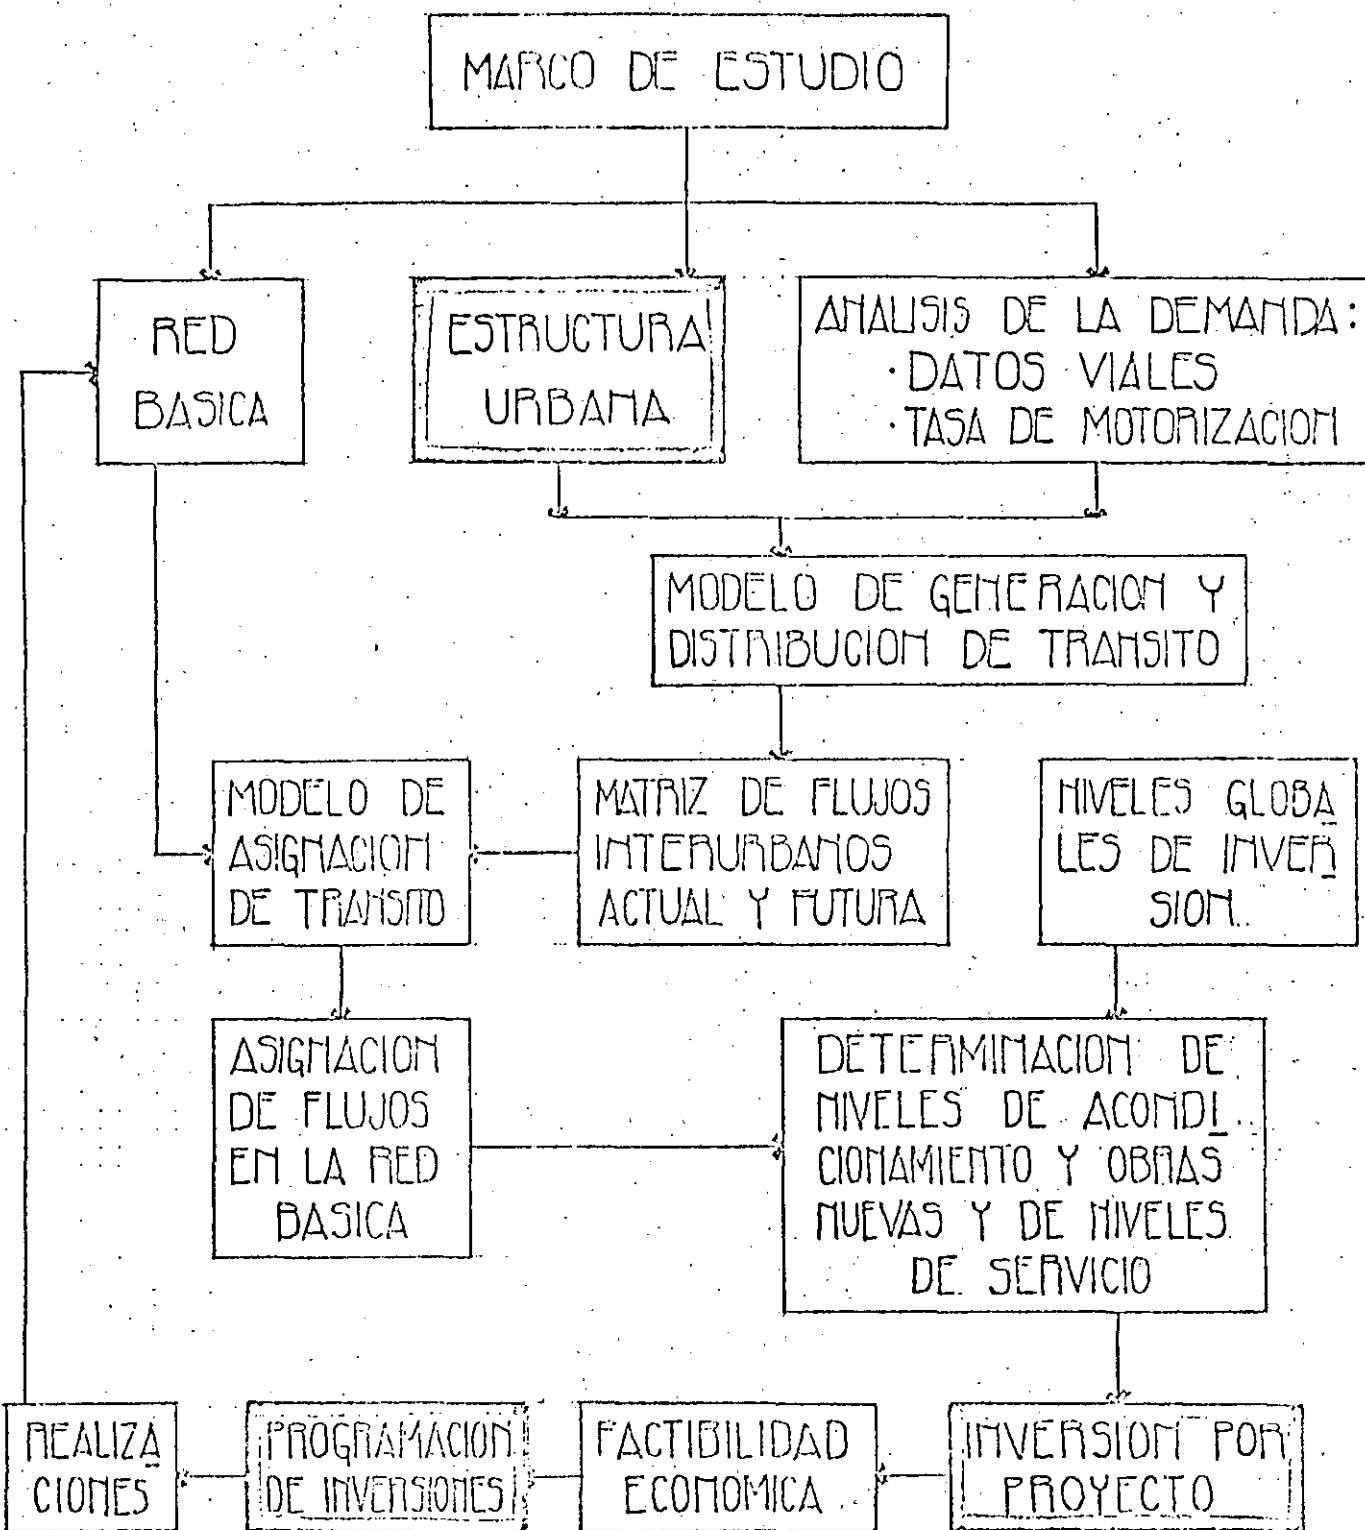 MARCO DE ESTUDIO
RED
BASICA
ESTRUCTURA
URBANA
ANALISIS DE LA DEMANDA:
· DATOS VIALES
· TASA DE MOTORIZACION
MODELO DE GENERACION Y
DISTRIBUCION DE TRANSITO
MODELO DE
ASIGNACION
DE TRANSITO
MATRIZ DE FLUJOS
INTERURBANOS
ACTUAL Y FUTURA
NIVELES GLOBA
LES DE INVER
SION.
ASIGNACION
DE FLUJOS
EN LA RED
BASICA
DETERMINACION DE
NIVELES DE ACONDI
CIONAMIENTO Y OBRAS
NUEVAS Y DE NIVELES
DE SERVICIO
REALIZA
CIONES
PROGRAMACION
DE INVERSIONES
FACTIBILIDAD
ECONOMICA
INVERSION POR
PROYECTO